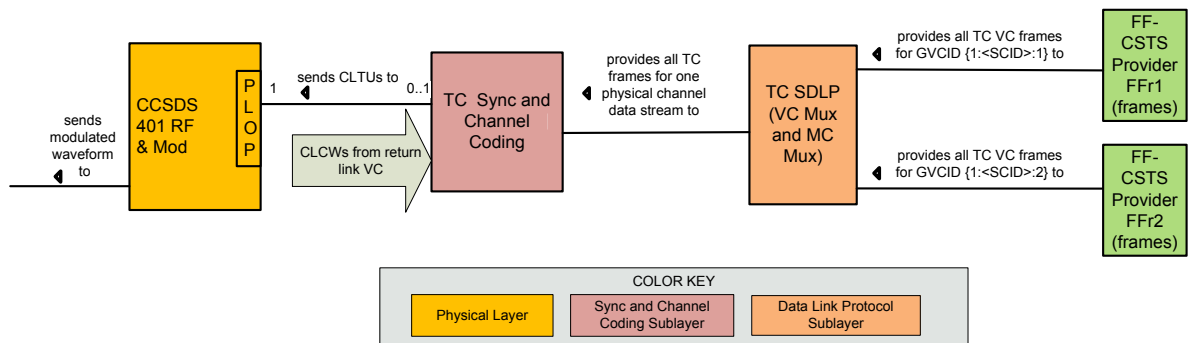 sends
modulated
waveform
to
CCSDS
401 RF
& Mod
P
L
O
P
1
sends CLTUs to
0..1
CLCWs from return
link VC
TC Sync and
Channel
Coding
provides all TC
frames for one
physical channel
data stream to
TC SDLP
(VC Mux
and MC
Mux)
provides all TC VC frames
for GVCID {1:<SCID>:1} to
FF-
CSTS
Provider
FFr1
(frames)
provides all TC VC frames
for GVCID {1:<SCID>:2} to
FF-
CSTS
Provider
FFr2
(frames)
COLOR KEY
Physical Layer
Sync and Channel
Coding Sublayer
Data Link Protocol
Sublayer